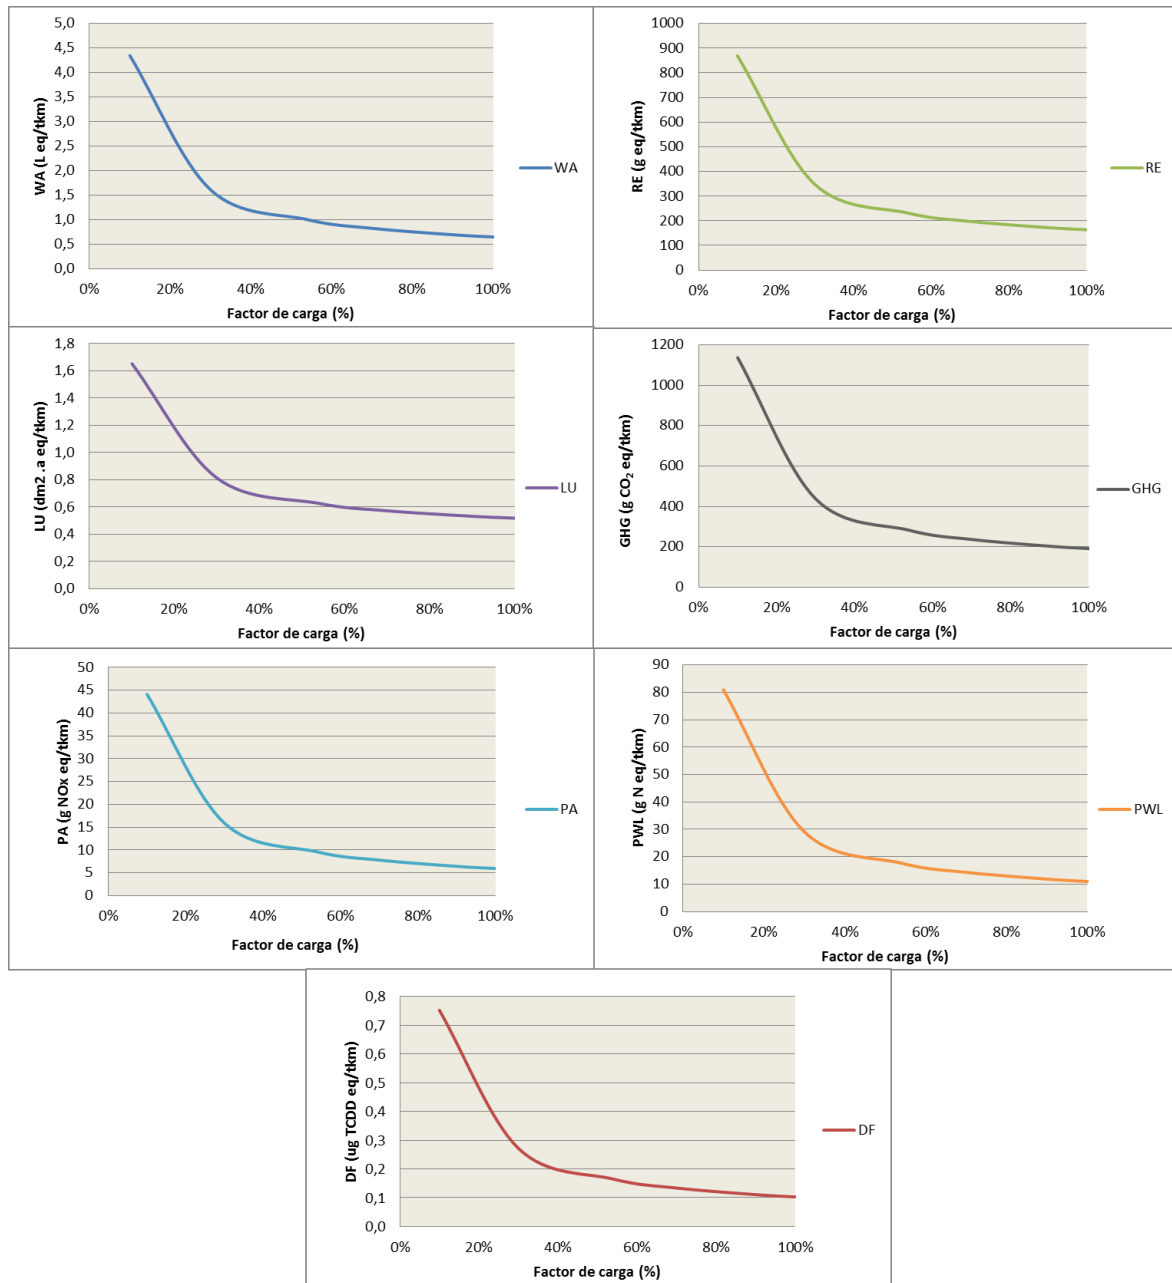 WA (L eq/tkm)
5,0
4,5
4,0
3,5
3,0
2,5
2,0
1,5
1,0
0,5
0,0
0% 20% 40% 60% 80% 100%
Factor de carga (%)
WA
RE (g eq/tkm)
1000
900
800
700
600
500
400
300
200
100
0
0% 20% 40% 60% 80% 100%
Factor de carga (%)
RE
LU (dm2 .a eq/tkm)
1,8
1,6
1,4
1,2
1,0
0,8
0,6
0,4
0,2
0,0
0% 20% 40% 60% 80% 100%
Factor de carga (%)
LU
GHG (g CO₂ eq/tkm)
1200
1000
800
600
400
200
0
0% 20% 40% 60% 80% 100%
Factor de carga (%)
GHG
PA (g NOx eq/tkm)
50
45
40
35
30
25
20
15
10
5
0
0% 20% 40% 60% 80% 100%
Factor de carga (%)
PA
PWL (g N eq/tkm)
90
80
70
60
50
40
30
20
10
0
0% 20% 40% 60% 80% 100%
Factor de carga (%)
PWL
DF (ug TCDD eq/tkm)
0,8
0,7
0,6
0,5
0,4
0,3
0,2
0,1
0,0
0% 20% 40% 60% 80% 100%
Factor de carga (%)
DF